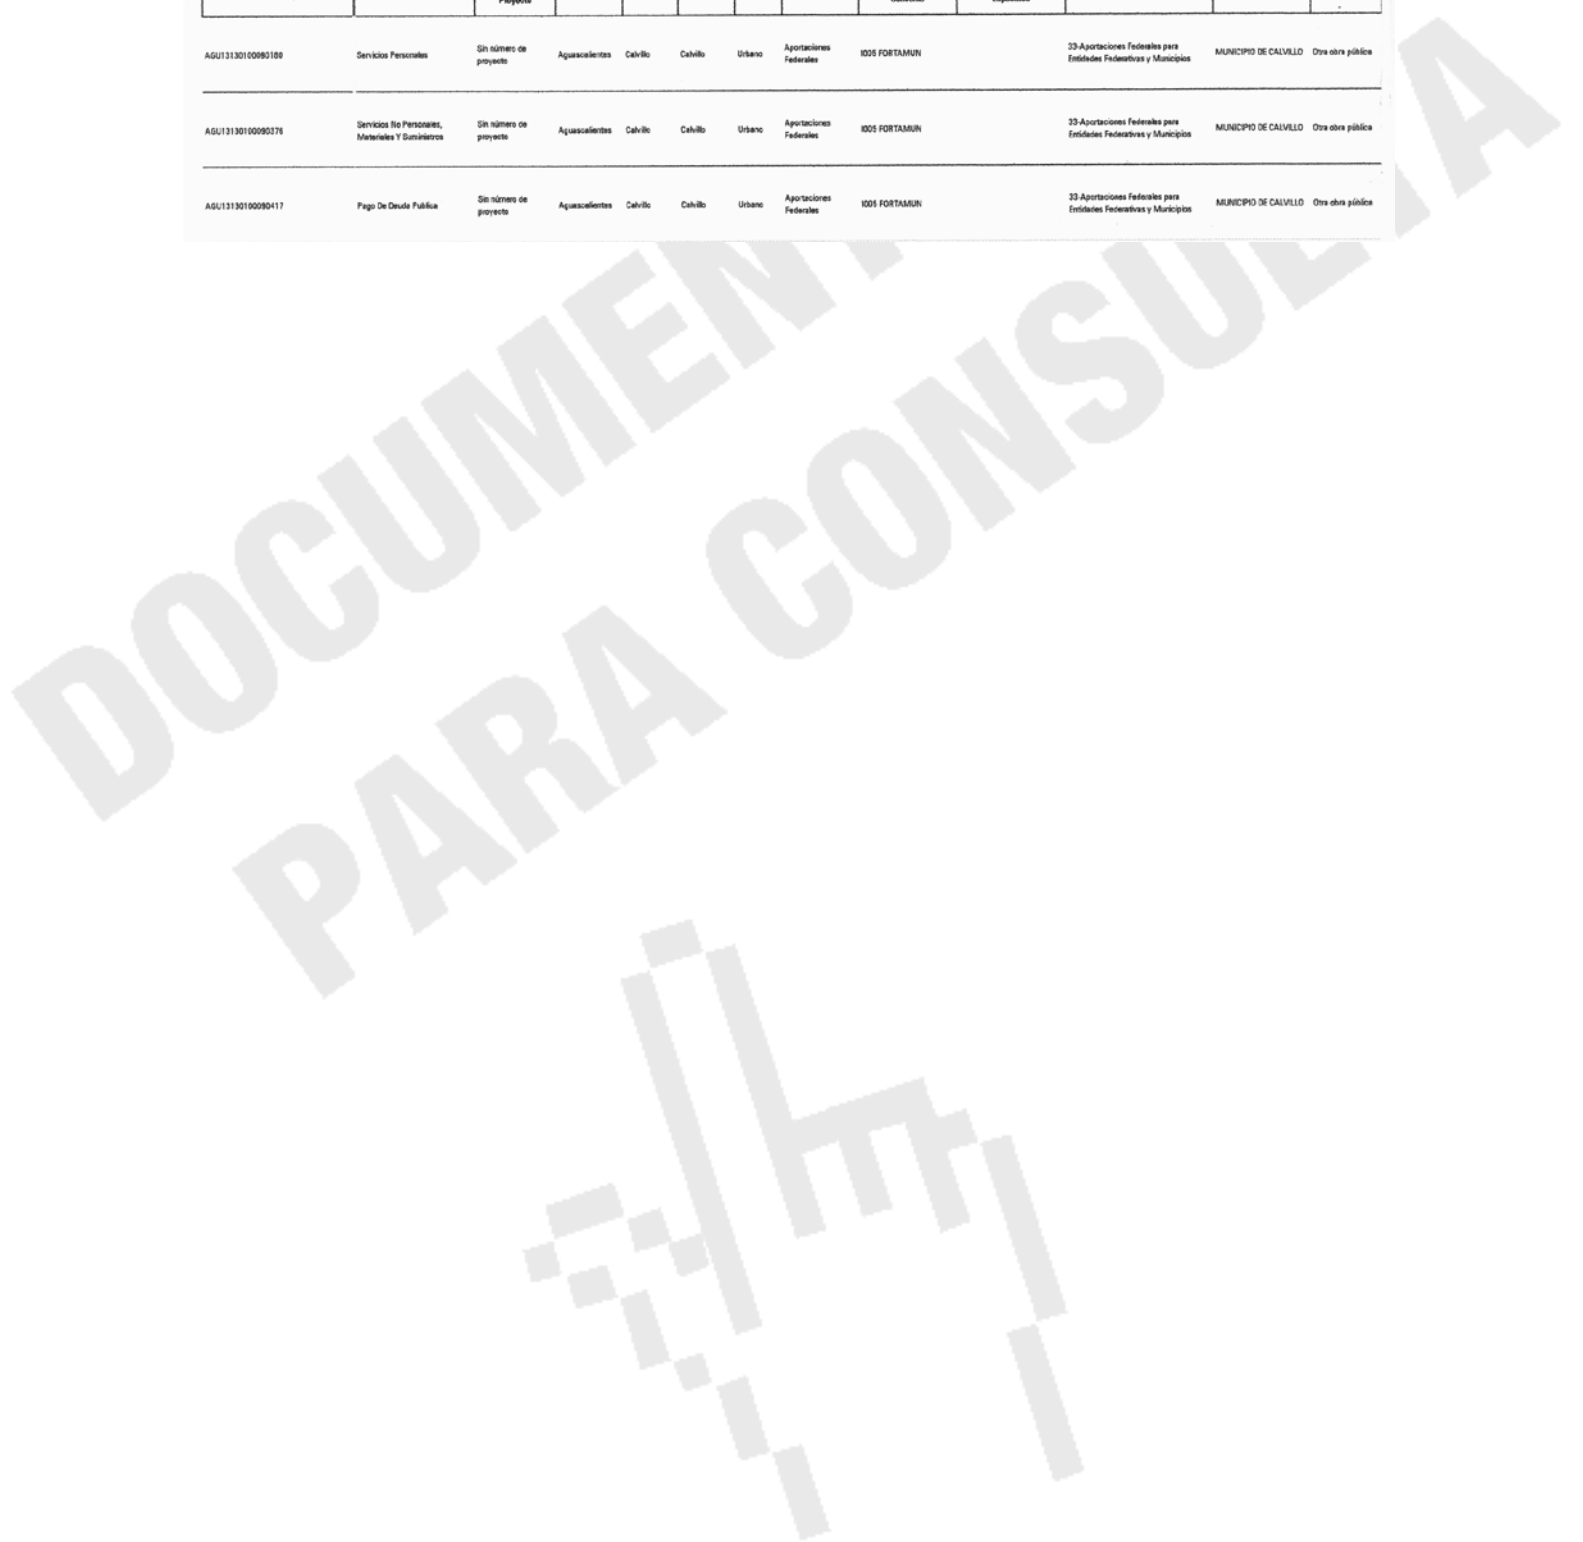 Proyecto
AGU13130100090180 Servicios Personales Sin número de proyecto Aguascalientes Calvillo Calvillo Urbano Aportaciones Federales I005 FORTAMUN 33-Aportaciones Federales para Entidades Federativas y Municipios MUNICIPIO DE CALVILLO Otra obra pública
AGU13130100090376 Servicios No Personales, Materiales Y Suministros Sin número de proyecto Aguascalientes Calvillo Calvillo Urbano Aportaciones Federales I005 FORTAMUN 33-Aportaciones Federales para Entidades Federativas y Municipios MUNICIPIO DE CALVILLO Otra obra pública
AGU13130100090417 Pago De Deuda Publica Sin número de proyecto Aguascalientes Calvillo Calvillo Urbano Aportaciones Federales I005 FORTAMUN 33-Aportaciones Federales para Entidades Federativas y Municipios MUNICIPIO DE CALVILLO Otra obra pública
DOCUMEN
PARA CONSULTA